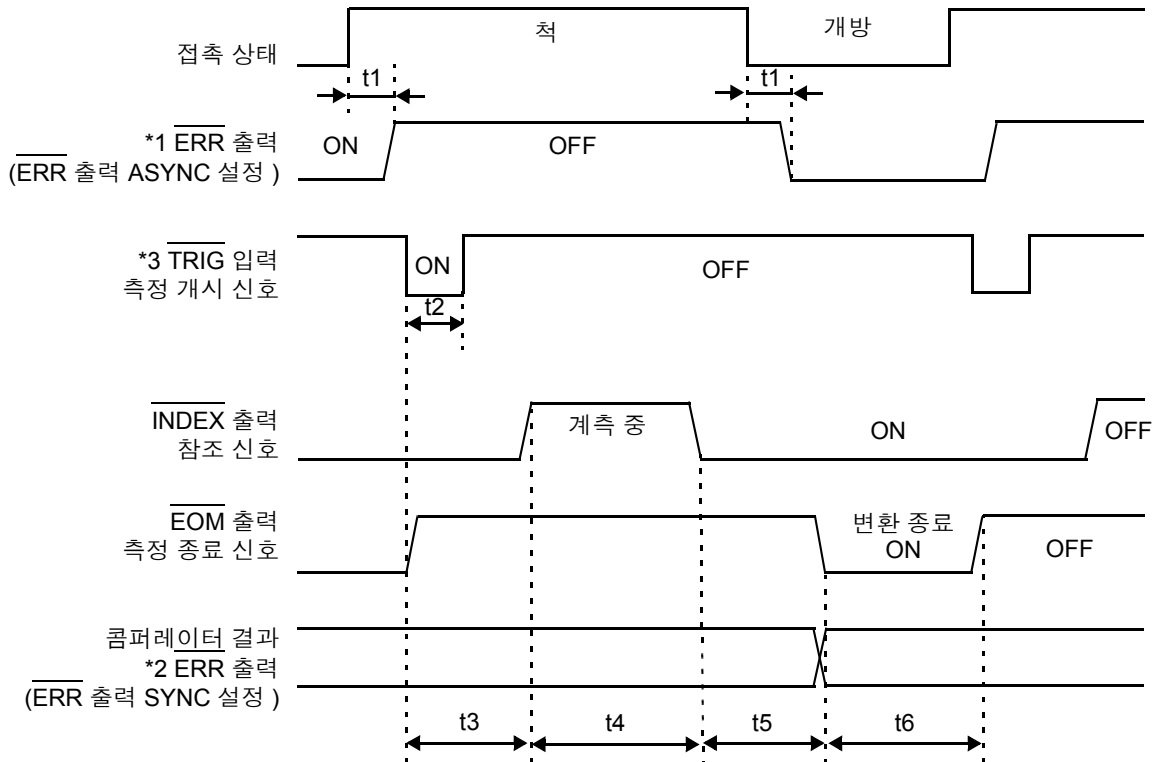 척
개방
접촉 상태
t1
t1
*1 ERR 출력
(ERR 출력 ASYNC 설정 )
ON
OFF
*3 TRIG 입력
측정 개시 신호
ON
OFF
t2
INDEX 출력
참조 신호
계측 중
ON
OFF
EOM 출력
측정 종료 신호
변환 종료
ON
OFF
콤퍼레이터 결과
*2 ERR 출력
(ERR 출력 SYNC 설정 )
t3
t4
t5
t6